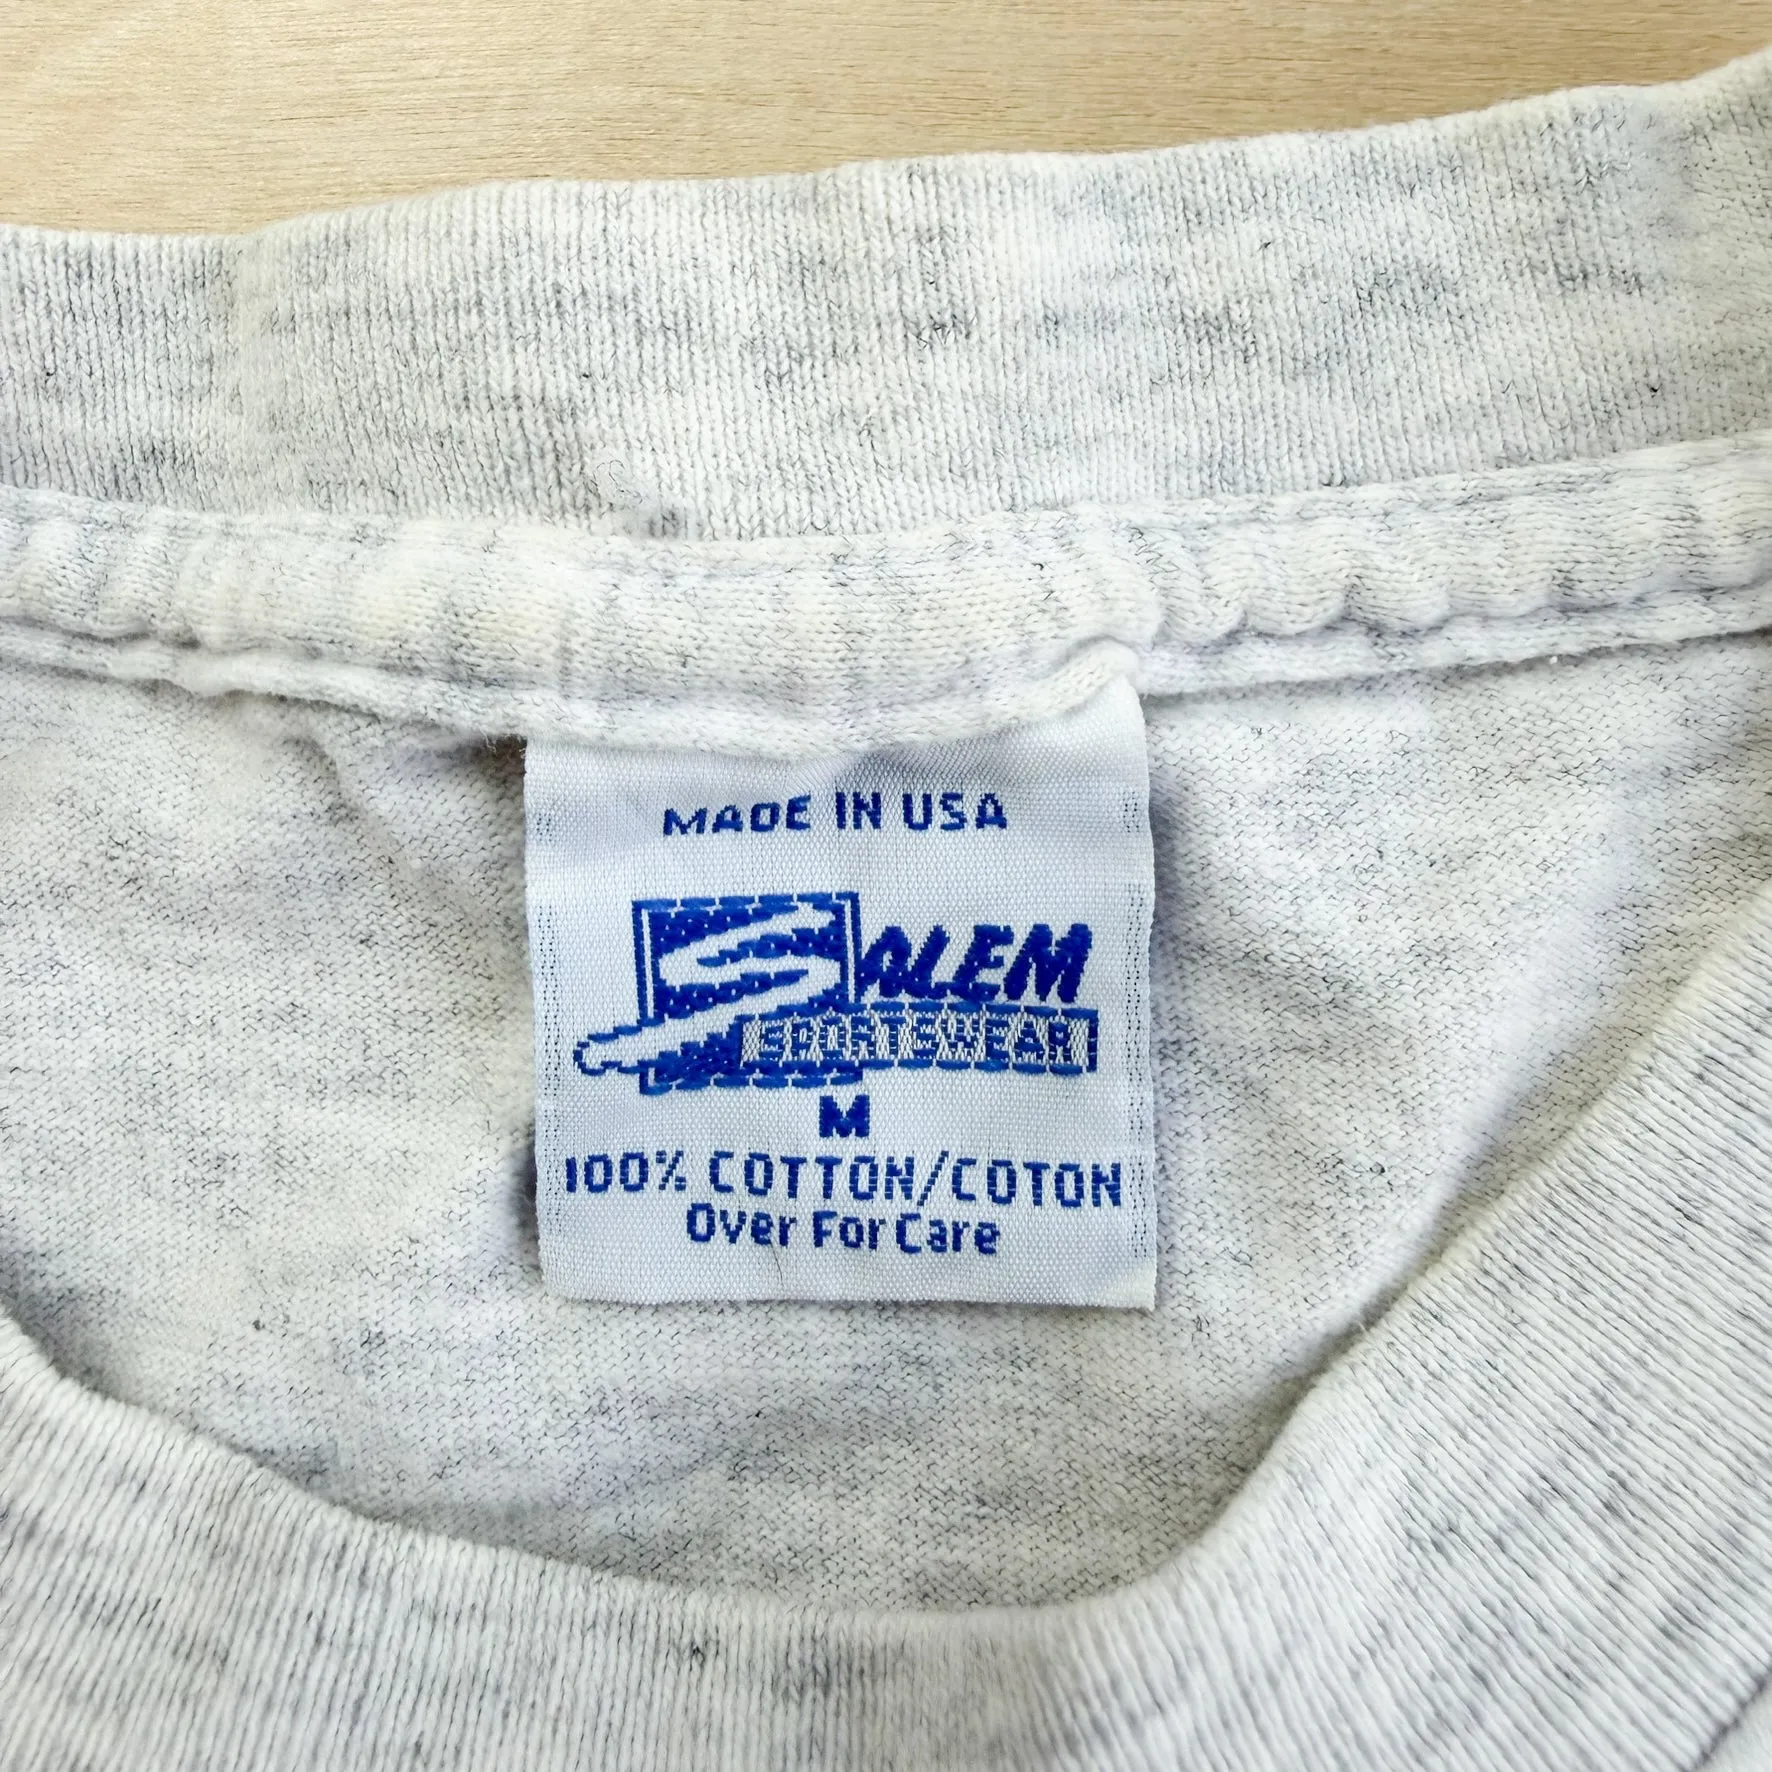 MADE IN USA
SALEM
SPORTSWEAR
M
100% COTTON/COTON
Over For Care